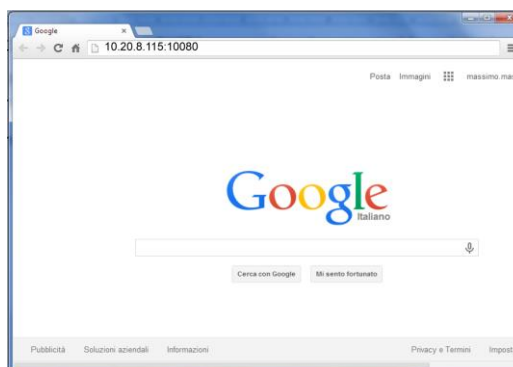 Google
10.20.8.115:10080
Posta Immagini massimo.mas
Google
Italiano
Cerca con Google Mi sento fortunato
Pubblicità Soluzioni aziendali Informazioni Privacy e Termini Impost